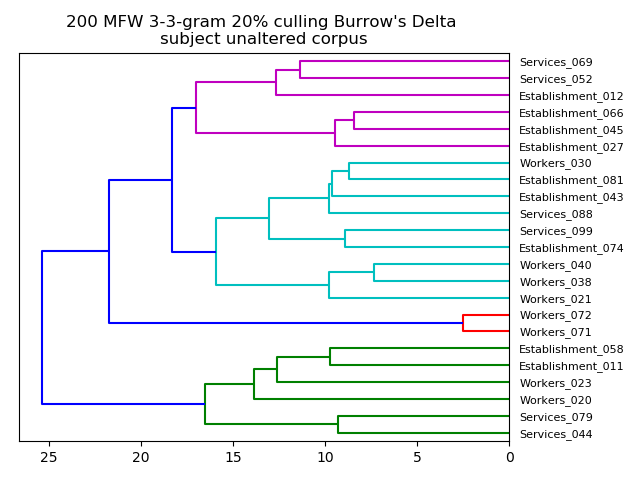 200 MFW 3-3-gram 20% culling Burrow's Delta
subject unaltered corpus
Services_069
Services_052
Establishment_012
Establishment_066
Establishment_045
Establishment_027
Workers_030
Establishment_081
Establishment_043
Services_088
Services_099
Establishment_074
Workers_040
Workers_038
Workers_021
Workers_072
Workers_071
Establishment_058
Establishment_011
Workers_023
Workers_020
Services_079
Services_044
25 20 15 10 5 0